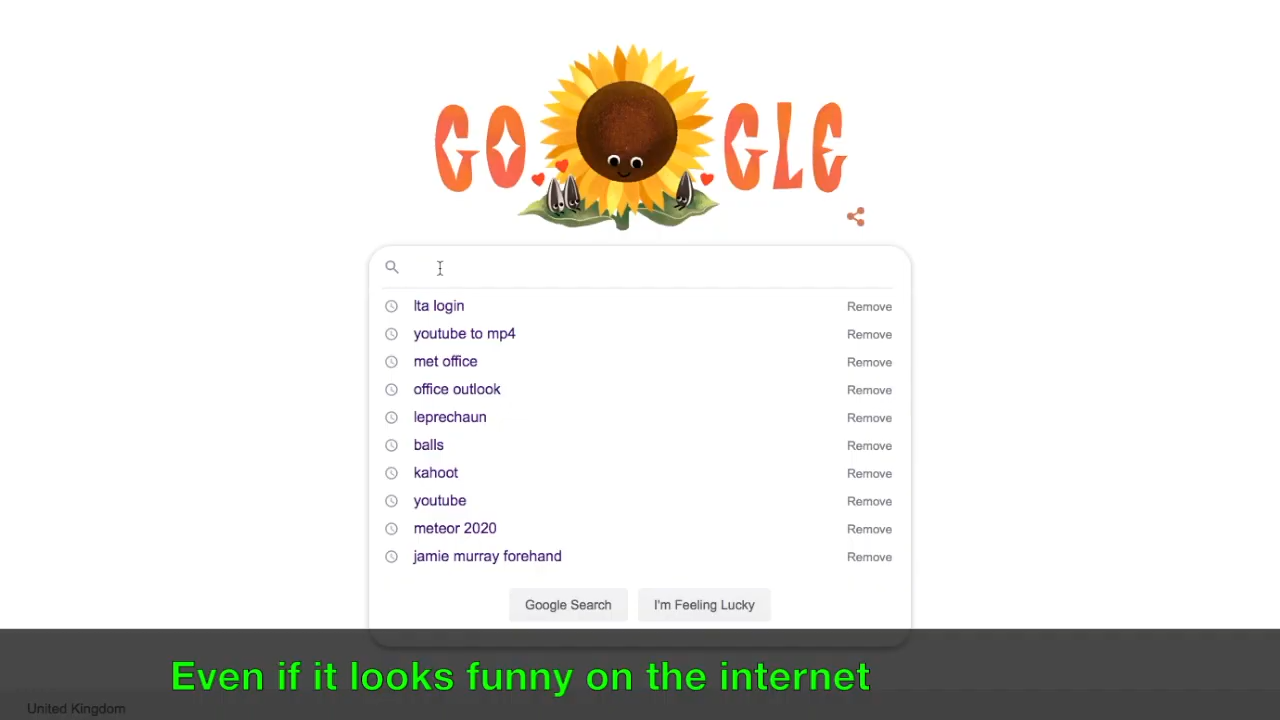 GOOGLE
lta login
Remove
youtube to mp4
Remove
met office
Remove
office outlook
Remove
leprechaun
Remove
balls
Remove
kahoot
Remove
youtube
Remove
meteor 2020
Remove
jamie murray forehand
Remove
Google Search
I'm Feeling Lucky
Even if it looks funny on the internet
United Kingdom